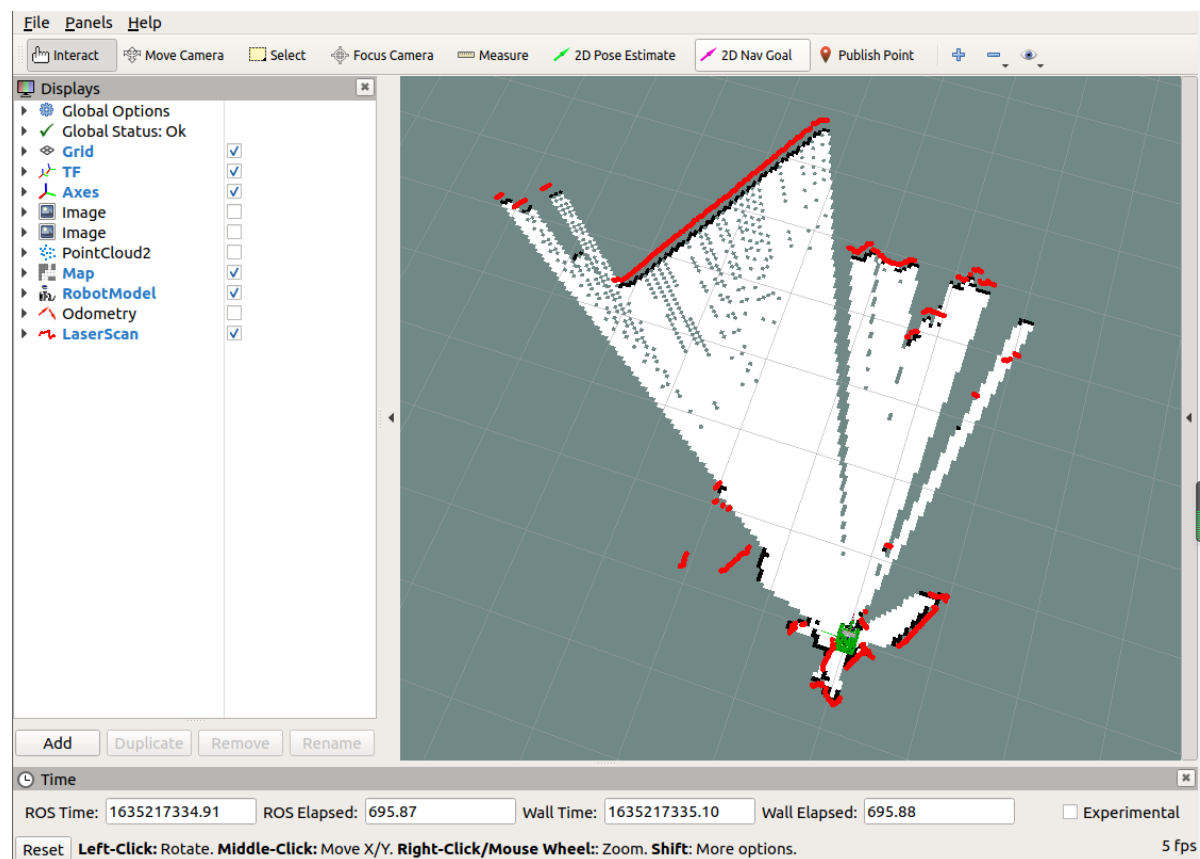 File Panels Help
Interact Move Camera Select Focus Camera Measure 2D Pose Estimate 2D Nav Goal Publish Point
Displays
Global Options
Global Status: Ok
Grid
TF
Axes
Image
Image
PointCloud2
Map
RobotModel
Odometry
LaserScan
Add Duplicate Remove Rename
Time
ROS Time: 1635217334.91 ROS Elapsed: 695.87 Wall Time: 1635217335.10 Wall Elapsed: 695.88 Experimental
Reset Left-Click: Rotate. Middle-Click: Move X/Y. Right-Click/Mouse Wheel:: Zoom. Shift: More options. 5 fps